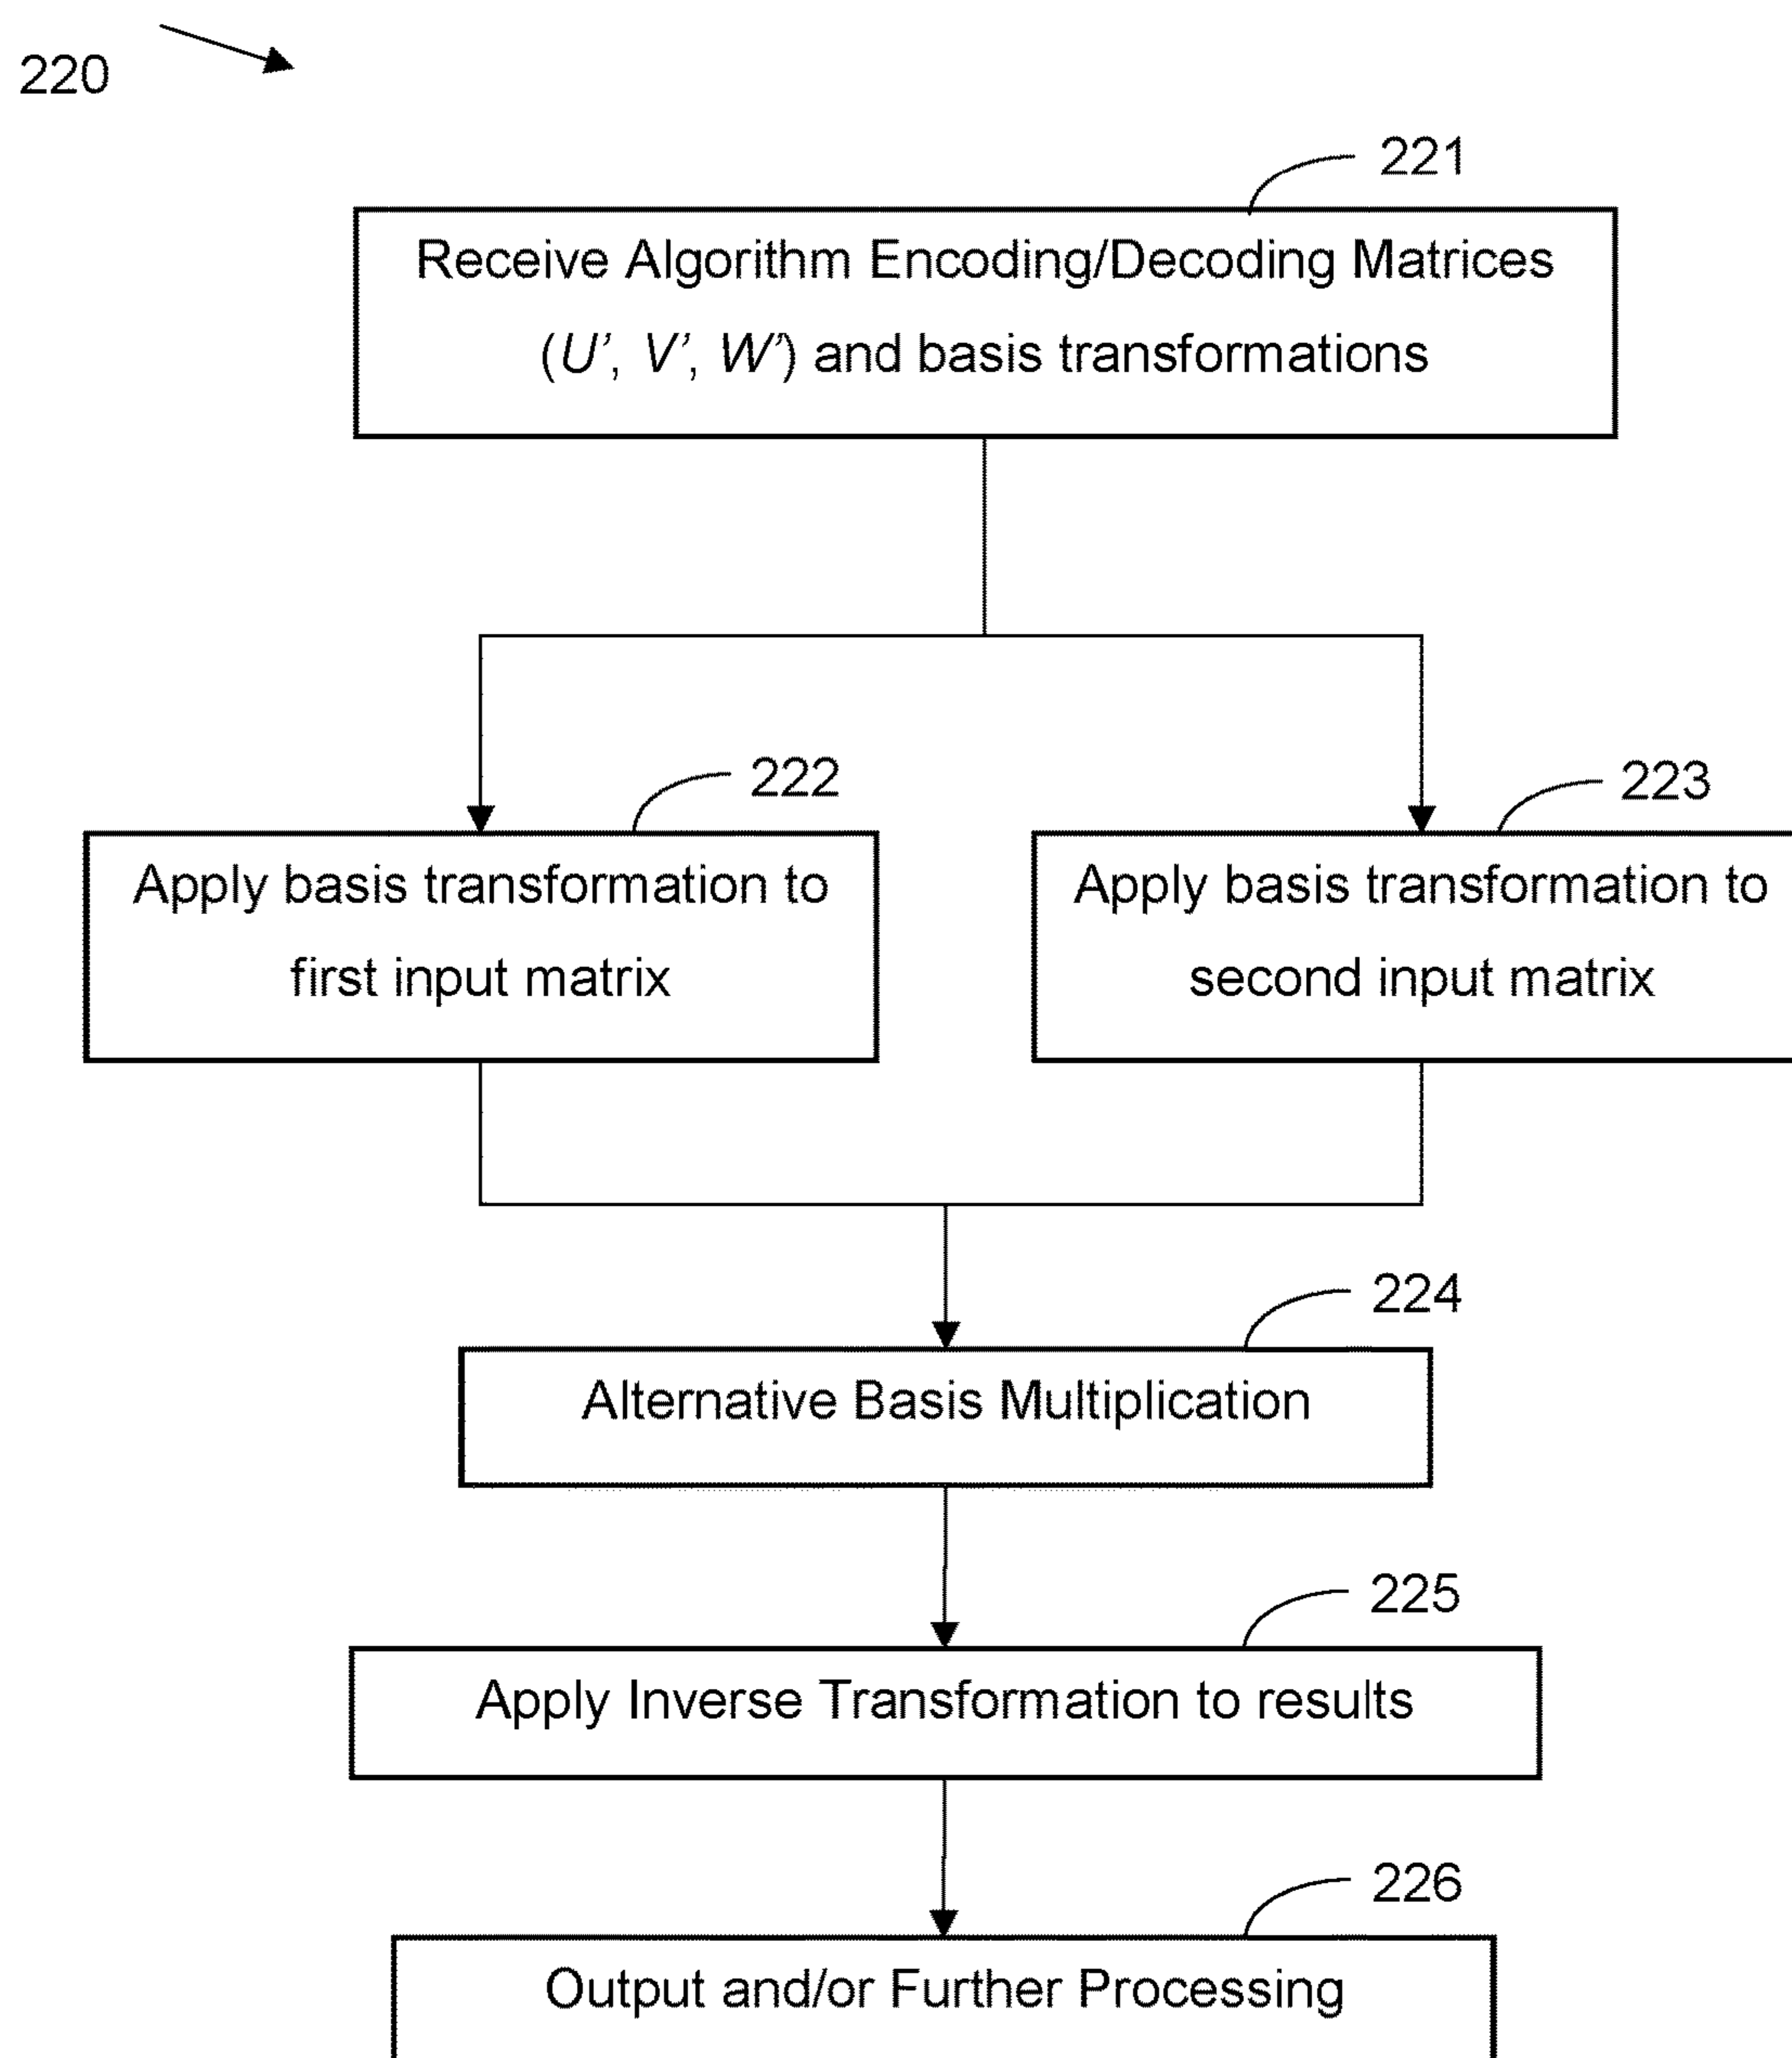 220
221
Receive Algorithm Encoding/Decoding Matrices
(U’, V’, W’) and basis transformations
222
Apply basis transformation to
first input matrix
223
Apply basis transformation to
second input matrix
224
Alternative Basis Multiplication
225
Apply Inverse Transformation to results
226
Output and/or Further Processing